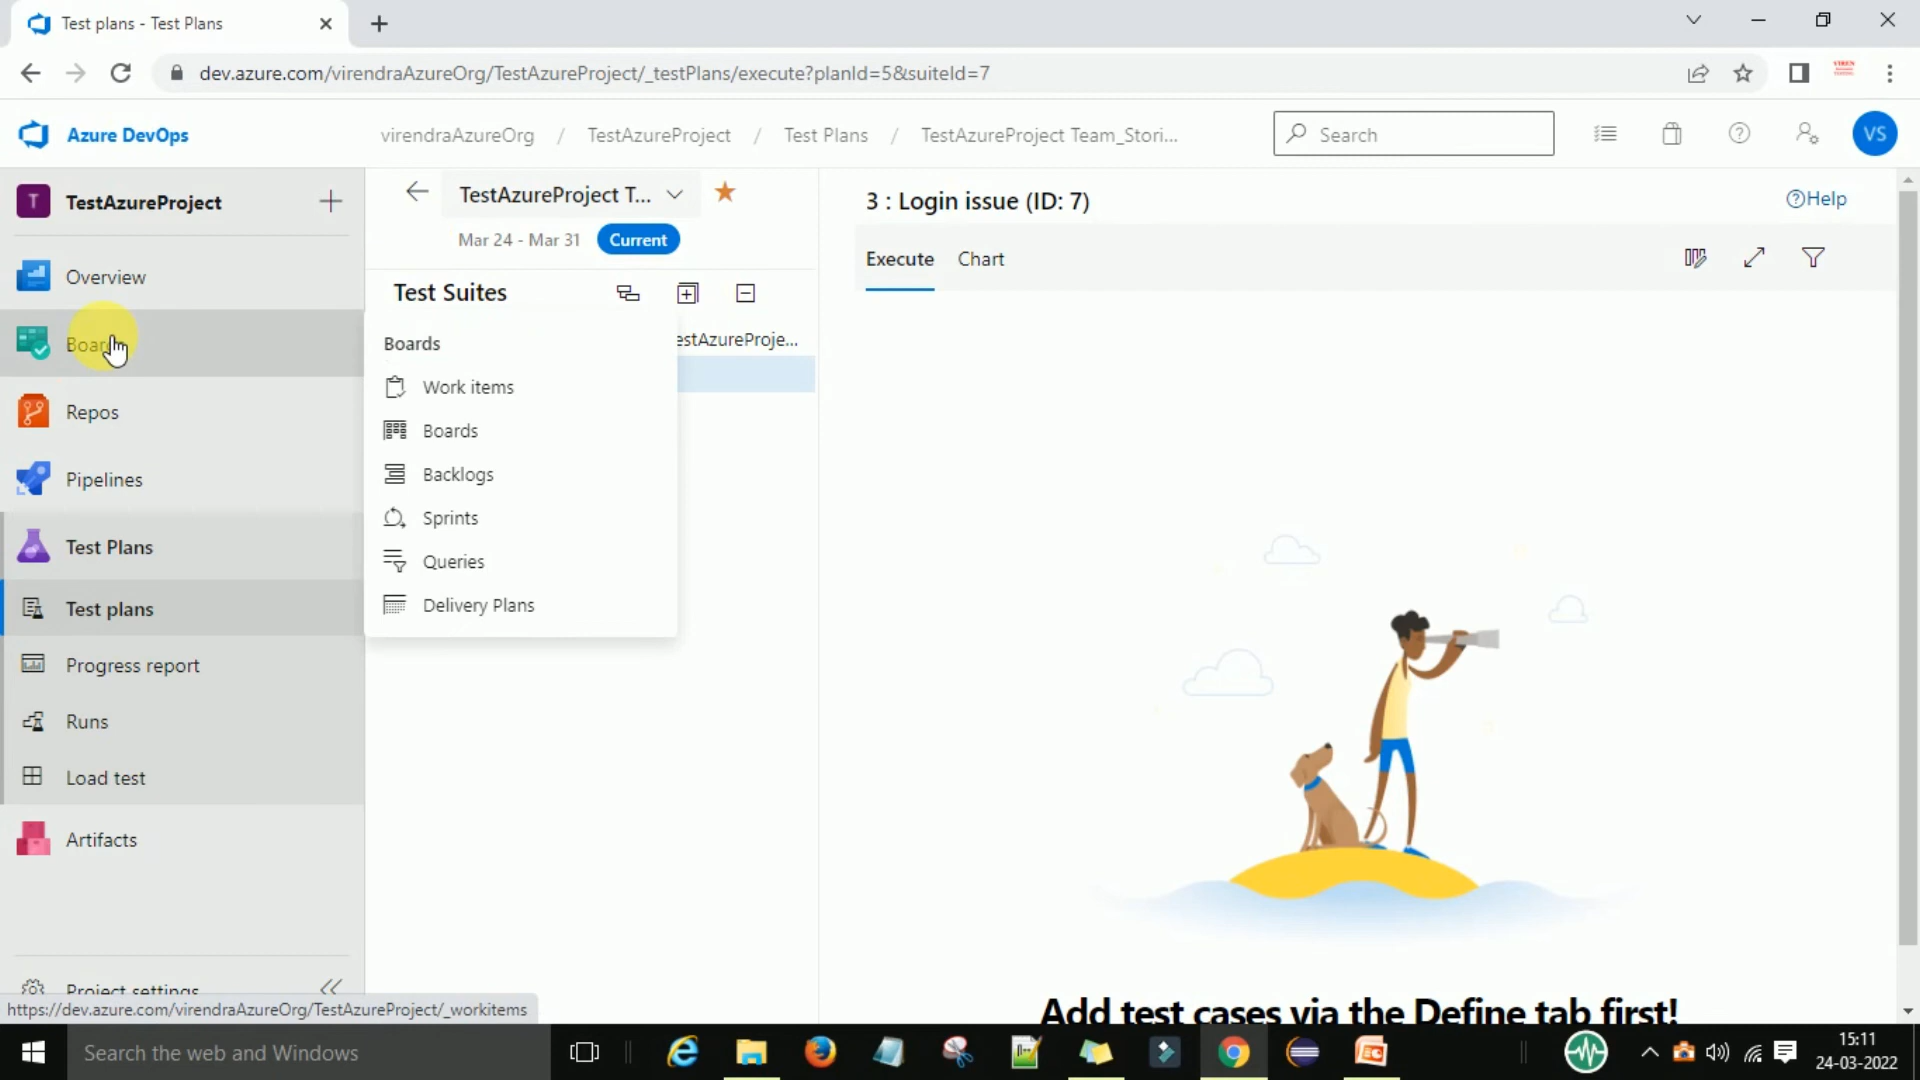 Test plans - Test Plans
dev.azure.com/virendraAzureOrg/TestAzureProject/_testPlans/execute?planId=5&suiteId=7
VIREN
Azure DevOps
virendraAzureOrg / TestAzureProject / Test Plans / TestAzureProject Team_Stori...
Search
VS
T TestAzureProject
Overview
Boar
Repos
Pipelines
Test Plans
Test plans
Progress report
Runs
Load test
Artifacts
Project settings
https://dev.azure.com/virendraAzureOrg/TestAzureProject/_workitems
TestAzureProject T...
Mar 24 - Mar 31 Current
Test Suites
estAzureProje...
Boards
Work items
Boards
Backlogs
Sprints
Queries
Delivery Plans
3 : Login issue (ID: 7)
Help
Execute Chart
Add test cases via the Define tab first!
Search the web and Windows
15:11
24-03-2022